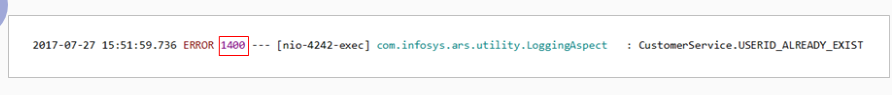 2017-07-27 15:51:59.736 ERROR 1400 --- [nio-4242-exec] com.infosys.ars.utility.LoggingAspect : CustomerService.USERID_ALREADY_EXIST